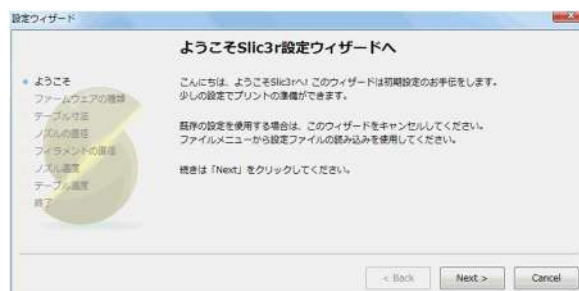 設定ウィザード
ようこそSlic3r設定ウィザードへ
ようこそ
ファームウェアの種類
テーブル寸法
ノズルの直径
フィラメントの直径
ノズル温度
テーブル温度
終了
こんにちは、ようこそSlic3rへ! このウィザードは初期設定のお手伝をします。
少しの設定でプリントの準備ができます。
既存の設定を使用する場合は、このウィザードをキャンセルしてください。
ファイルメニューから設定ファイルの読み込みを使用してください。
続きは「Next」をクリックしてください。
< Back
Next >
Cancel